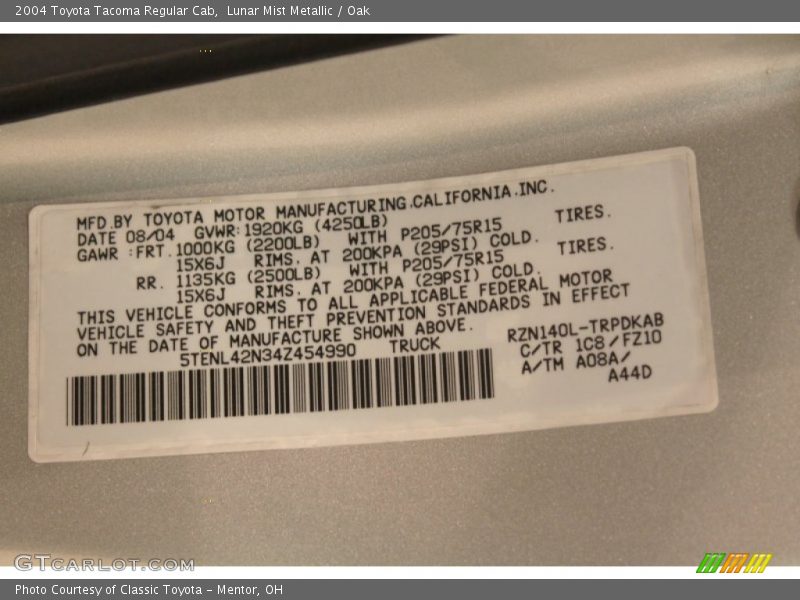 2004 Toyota Tacoma Regular Cab,  Lunar Mist Metallic / Oak
MFD.BY TOYOTA MOTOR MANUFACTURING.CALIFORNIA.INC.
DATE 08/04  GVWR:1920KG (4250LB)
GAWR :FRT.1000KG (2200LB)  WITH P205/75R15  TIRES.
15X6J  RIMS. AT 200KPA (29PSI) COLD.
RR. 1135KG (2500LB)  WITH P205/75R15  TIRES.
15X6J  RIMS. AT 200KPA (29PSI) COLD.
THIS VEHICLE CONFORMS TO ALL APPLICABLE FEDERAL MOTOR
VEHICLE SAFETY AND THEFT PREVENTION STANDARDS IN EFFECT
ON THE DATE OF MANUFACTURE SHOWN ABOVE.
5TENL42N34Z454990  TRUCK
RZN140L-TRPDKAB
C/TR 1C8/FZ10
A/TM A08A/
A44D
GTcarlot.com
Photo Courtesy of Classic Toyota - Mentor, OH